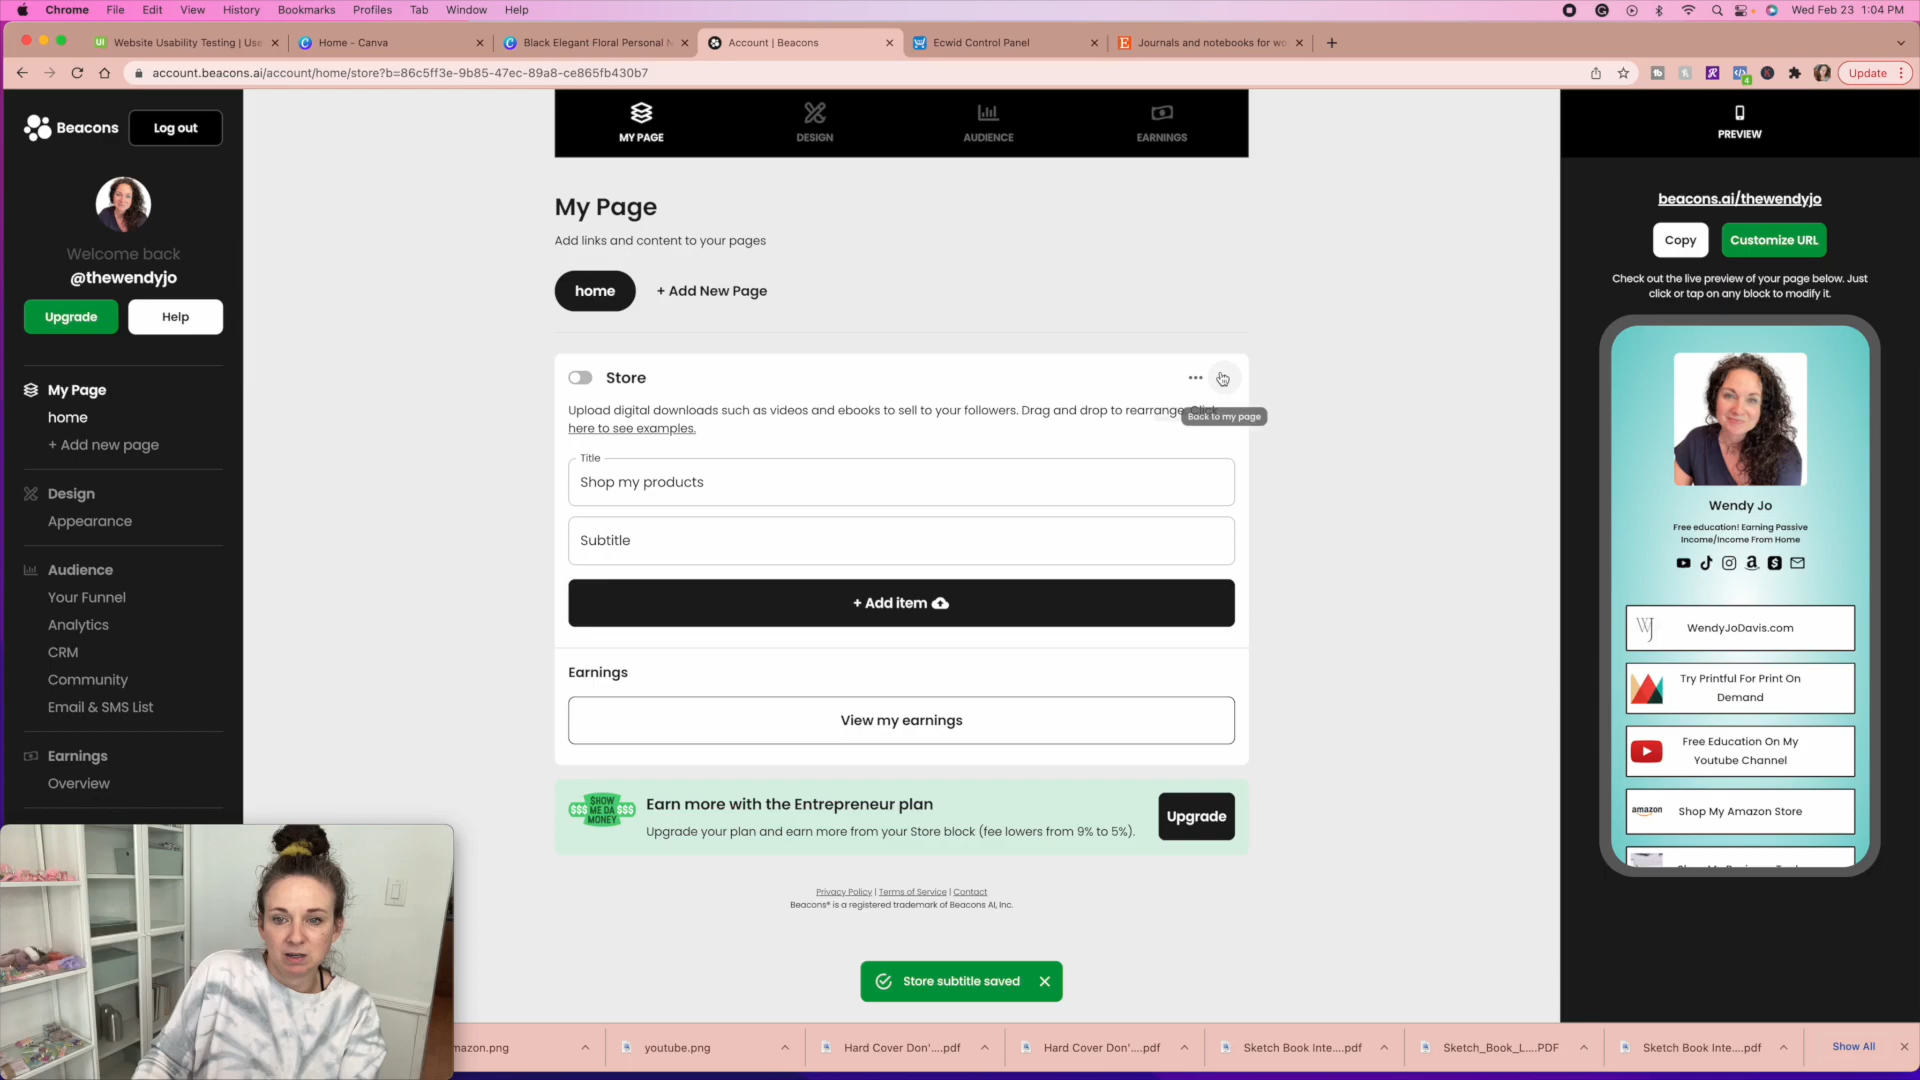 Chrome File Edit View History Bookmarks Profiles Tab Window Help Wed Feb 23 1:04 PM
Website Usability Testing | Use Home - Canva Black Elegant Floral Personal N Account | Beacons Ecwid Control Panel Journals and notebooks for wo
account.beacons.ai/account/home/store?b=86c5ff3e-9b85-47ec-89a8-ce865fb430b7 Update
Beacons Log out
Welcome back
@thewendyjo
Upgrade Help
My Page
home
+ Add new page
Design
Appearance
Audience
Your Funnel
Analytics
CRM
Community
Email & SMS List
Earnings
Overview
MY PAGE DESIGN AUDIENCE EARNINGS
My Page
Add links and content to your pages
home + Add New Page
Store
Upload digital downloads such as videos and ebooks to sell to your followers. Drag and drop to rearrange. Click
here to see examples.
Back to my page
Title
Shop my products
Subtitle
+ Add item
Earnings
View my earnings
$$$ SHOW ME DA MONEY $$$
Earn more with the Entrepreneur plan
Upgrade your plan and earn more from your Store block (fee lowers from 9% to 5%).
Upgrade
Privacy Policy | Terms of Service | Contact
Beacons® is a registered trademark of Beacons AI, Inc.
Store subtitle saved
PREVIEW
beacons.ai/thewendyjo
Copy Customize URL
Check out the live preview of your page below. Just
click or tap on any block to modify it.
Wendy Jo
Free education! Earning Passive
Income/Income From Home
WJ WendyJoDavis.com
Try Printful For Print On
Demand
Free Education On My
Youtube Channel
amazon Shop My Amazon Store
mazon.png youtube.png Hard Cover Don'....pdf Hard Cover Don'....pdf Sketch Book Inte....pdf Sketch_Book_L....PDF Sketch Book Inte....pdf Show All